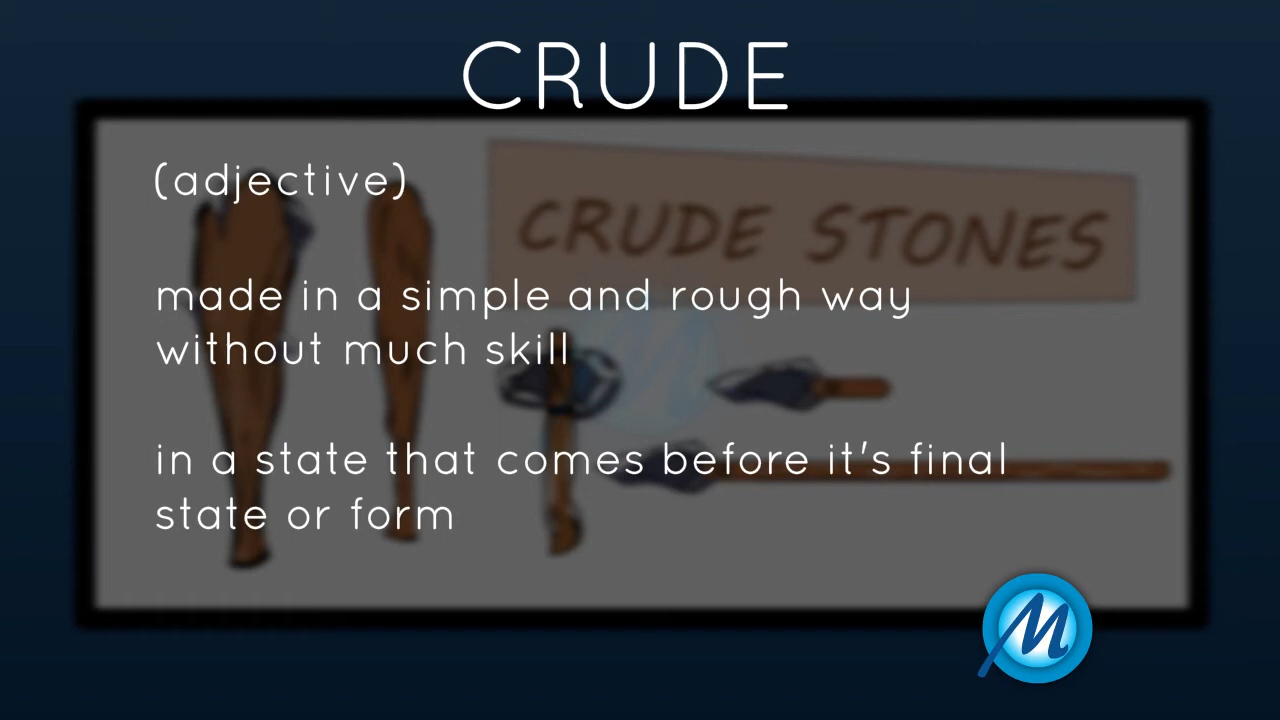 CRUDE
(adjective)
CRUDE STONES
made in a simple and rough way
without much skill
in a state that comes before it's final
state or form
M